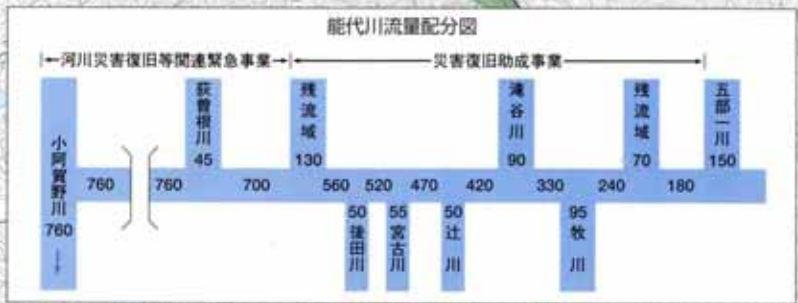 能代川流量配分図
河川災害復旧等関連緊急事業
災害復旧助成事業
小阿賀野川
760
荻曽根川
45
残流域
130
滝谷川
90
残流域
70
五部一川
150
760
760
700
560
520
470
420
330
240
180
50
後田川
55
宮古川
50
辻川
95
牧川